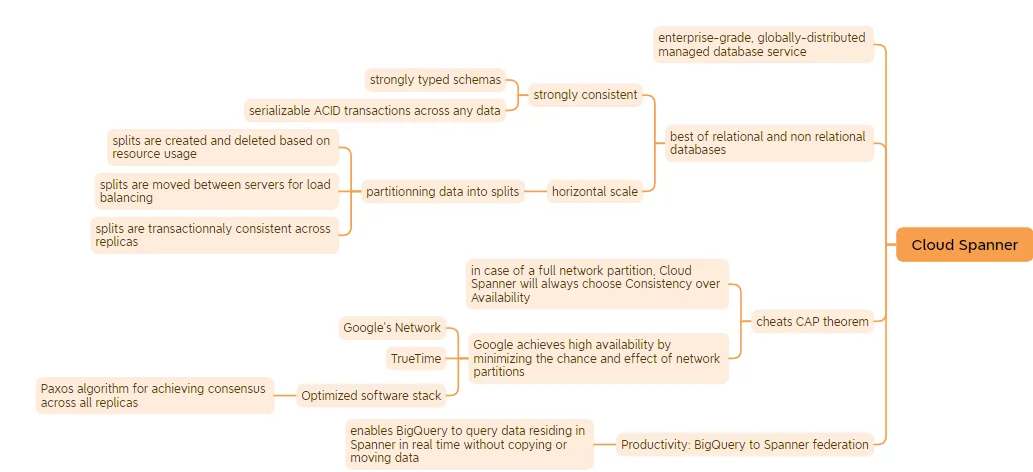 enterprise-grade, globally-distributed
managed database service
strongly typed schemas
strongly consistent
serializable ACID transactions across any data
best of relational and non relational
databases
splits are created and deleted based on
resource usage
splits are moved between servers for load
balancing
partitionning data into splits
horizontal scale
splits are transactionnaly consistent across
replicas
Cloud Spanner
in case of a full network partition, Cloud
Spanner will always choose Consistency over
Availability
cheats CAP theorem
Google's Network
TrueTime
Google achieves high availability by
minimizing the chance and effect of network
partitions
Paxos algorithm for achieving consensus
across all replicas
Optimized software stack
enables BigQuery to query data residing in
Spanner in real time without copying or
moving data
Productivity: BigQuery to Spanner federation